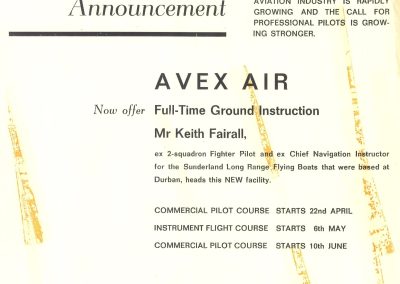 Announcement
AVIATION INDUSTRY IS RAPIDLY
GROWING AND THE CALL FOR
PROFESSIONAL PILOTS IS GROW-
ING STRONGER.
AVEX AIR
Now offer Full-Time Ground Instruction
Mr Keith Fairall,
ex 2-squadron Fighter Pilot and ex Chief Navigation Instructor
for the Sunderland Long Range Flying Boats that were based at
Durban, heads this NEW facility.
COMMERCIAL PILOT COURSE STARTS 22nd APRIL
INSTRUMENT FLIGHT COURSE STARTS 6th MAY
COMMERCIAL PILOT COURSE STARTS 10th JUNE